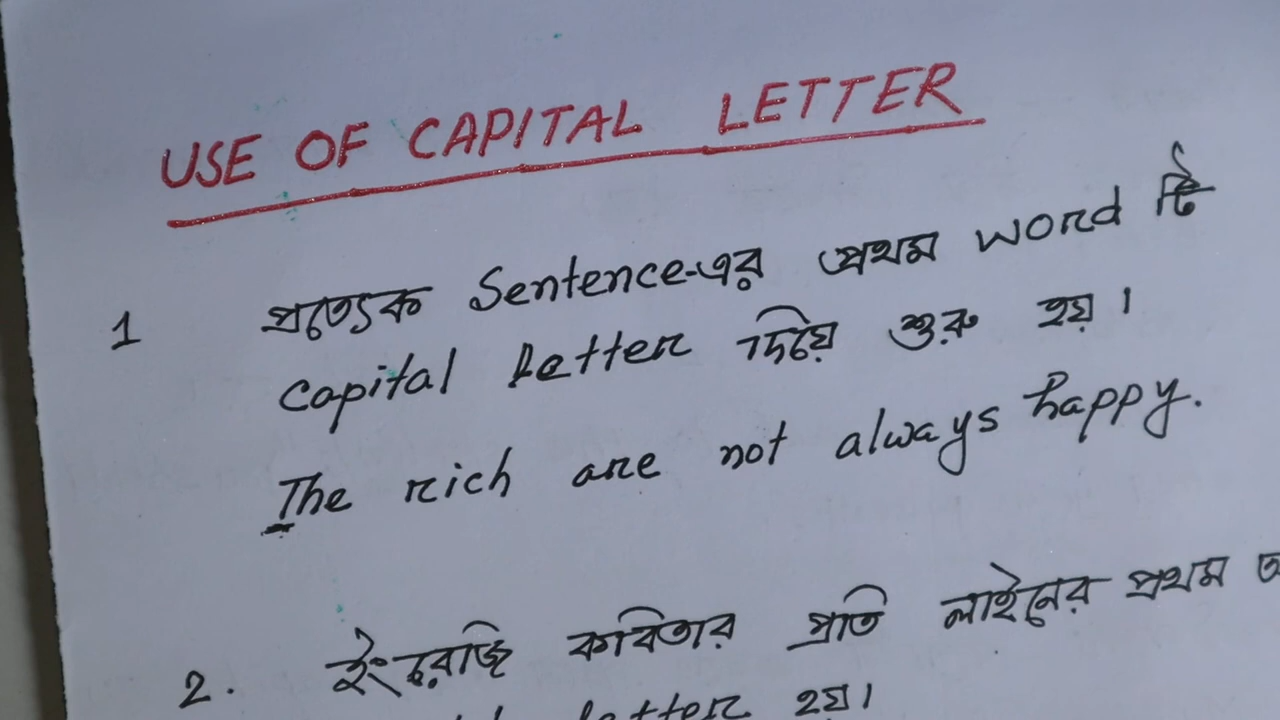 USE OF CAPITAL LETTER
1 প্রত্যেক Sentence-এর প্রথম word টি
capital letter দিয়ে শুরু হয়।
The rich are not always happy.
2. ইংরেজি কবিতার প্রতি লাইনের প্রথম
letter হয়।